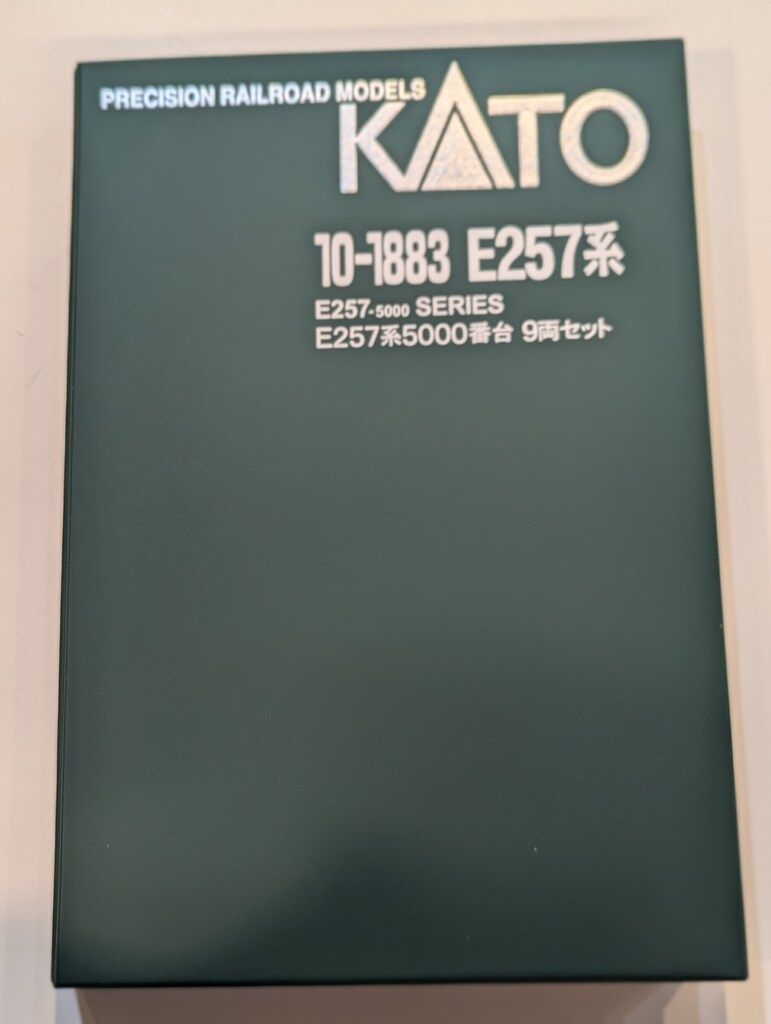 PRECISION RAILROAD MODELS
KATO
10-1883 E257系
E257-5000 SERIES
E257系5000番台 9両セット